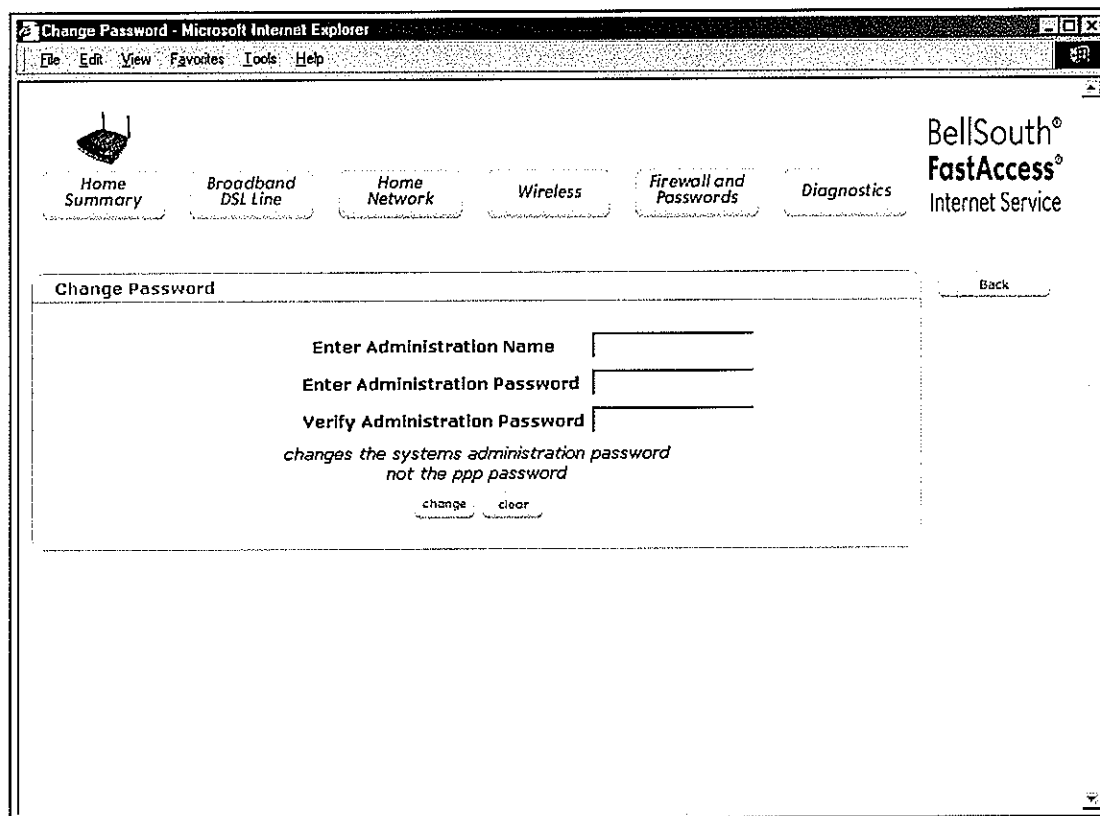 Change Password - Microsoft Internet Explorer
File Edit View Favorites Tools Help
BellSouth®
FastAccess®
Internet Service
Home Summary
Broadband DSL Line
Home Network
Wireless
Firewall and Passwords
Diagnostics
Change Password
Back
Enter Administration Name
Enter Administration Password
Verify Administration Password
changes the systems administration password
not the ppp password
change clear